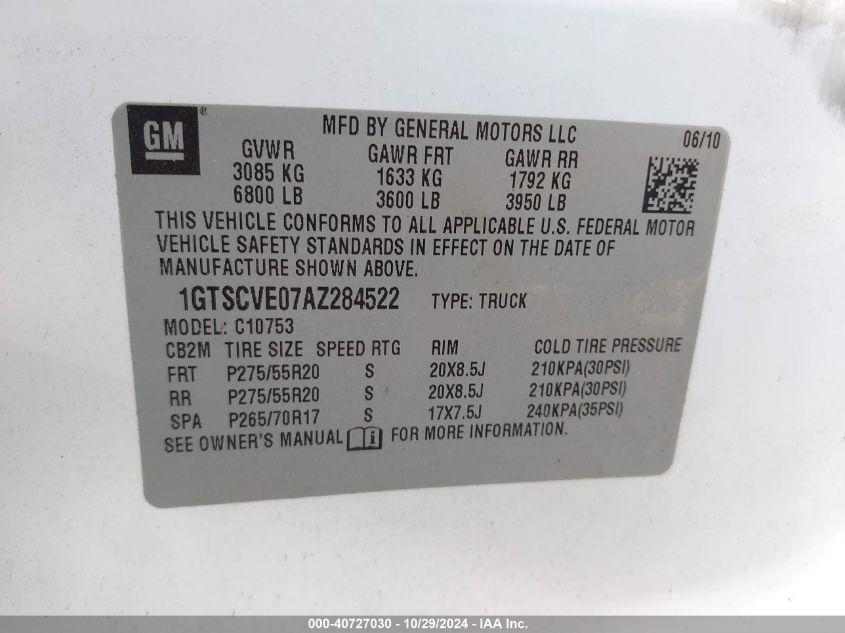 GM®
MFD BY GENERAL MOTORS LLC 06/10
GVWR GAWR FRT GAWR RR
3085 KG 1633 KG 1792 KG
6800 LB 3600 LB 3950 LB
THIS VEHICLE CONFORMS TO ALL APPLICABLE U.S. FEDERAL MOTOR
VEHICLE SAFETY STANDARDS IN EFFECT ON THE DATE OF
MANUFACTURE SHOWN ABOVE.
1GTSCVE07AZ284522 TYPE: TRUCK
MODEL: C10753
CB2M TIRE SIZE SPEED RTG RIM COLD TIRE PRESSURE
FRT P275/55R20 S 20X8.5J 210KPA(30PSI)
RR P275/55R20 S 20X8.5J 210KPA(30PSI)
SPA P265/70R17 S 17X7.5J 240KPA(35PSI)
SEE OWNER'S MANUAL i FOR MORE INFORMATION.
000-40727030 - 10/29/2024 - IAA Inc.